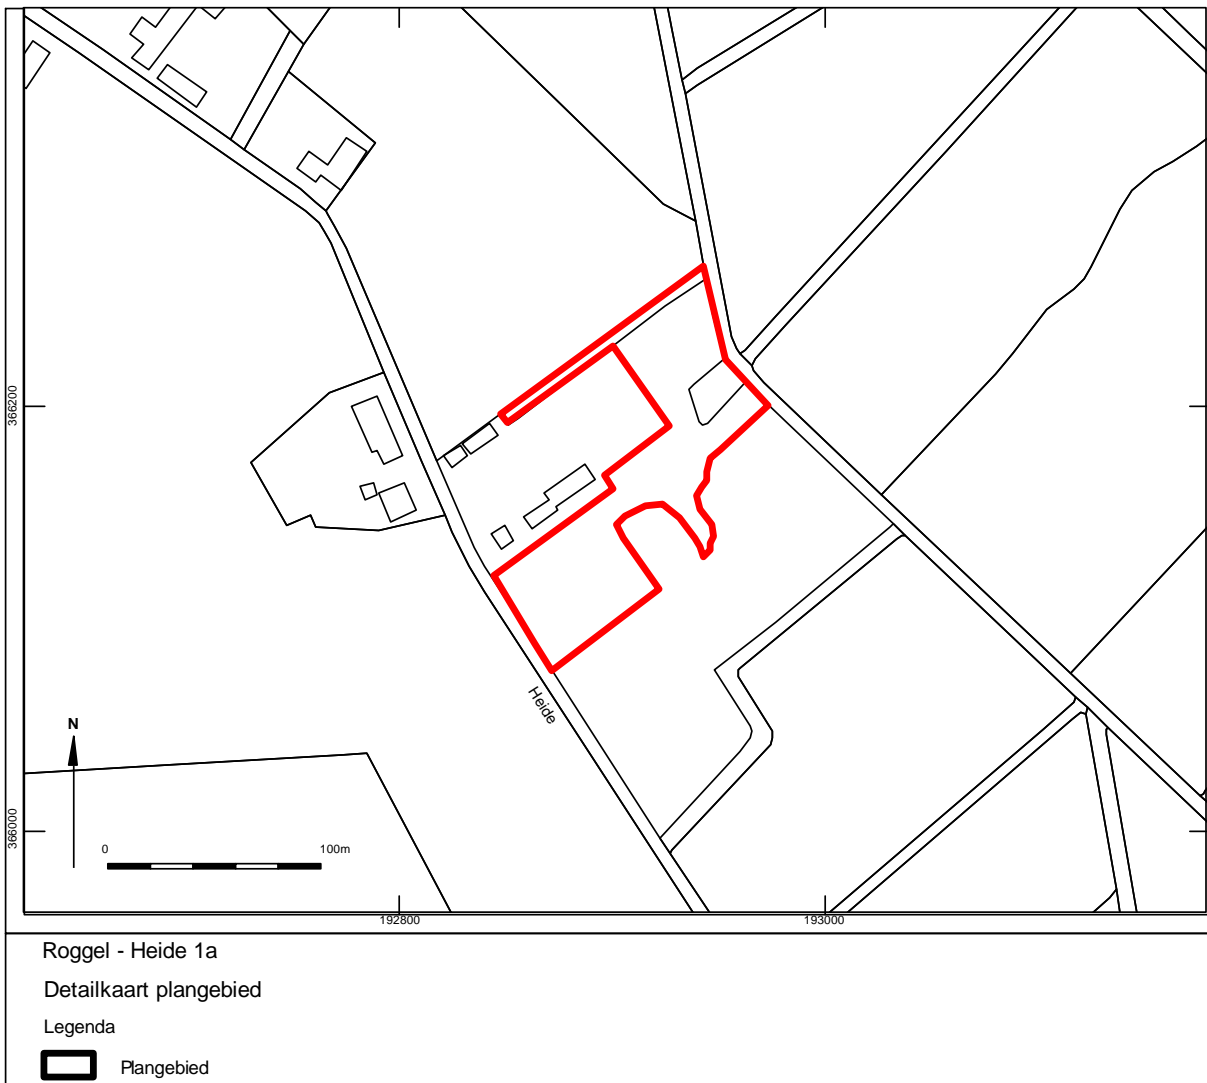 366200
Heide
N
366000
0
100m
192800
193000
Roggel - Heide 1a
Detailkaart plangebied
Legenda
Plangebied